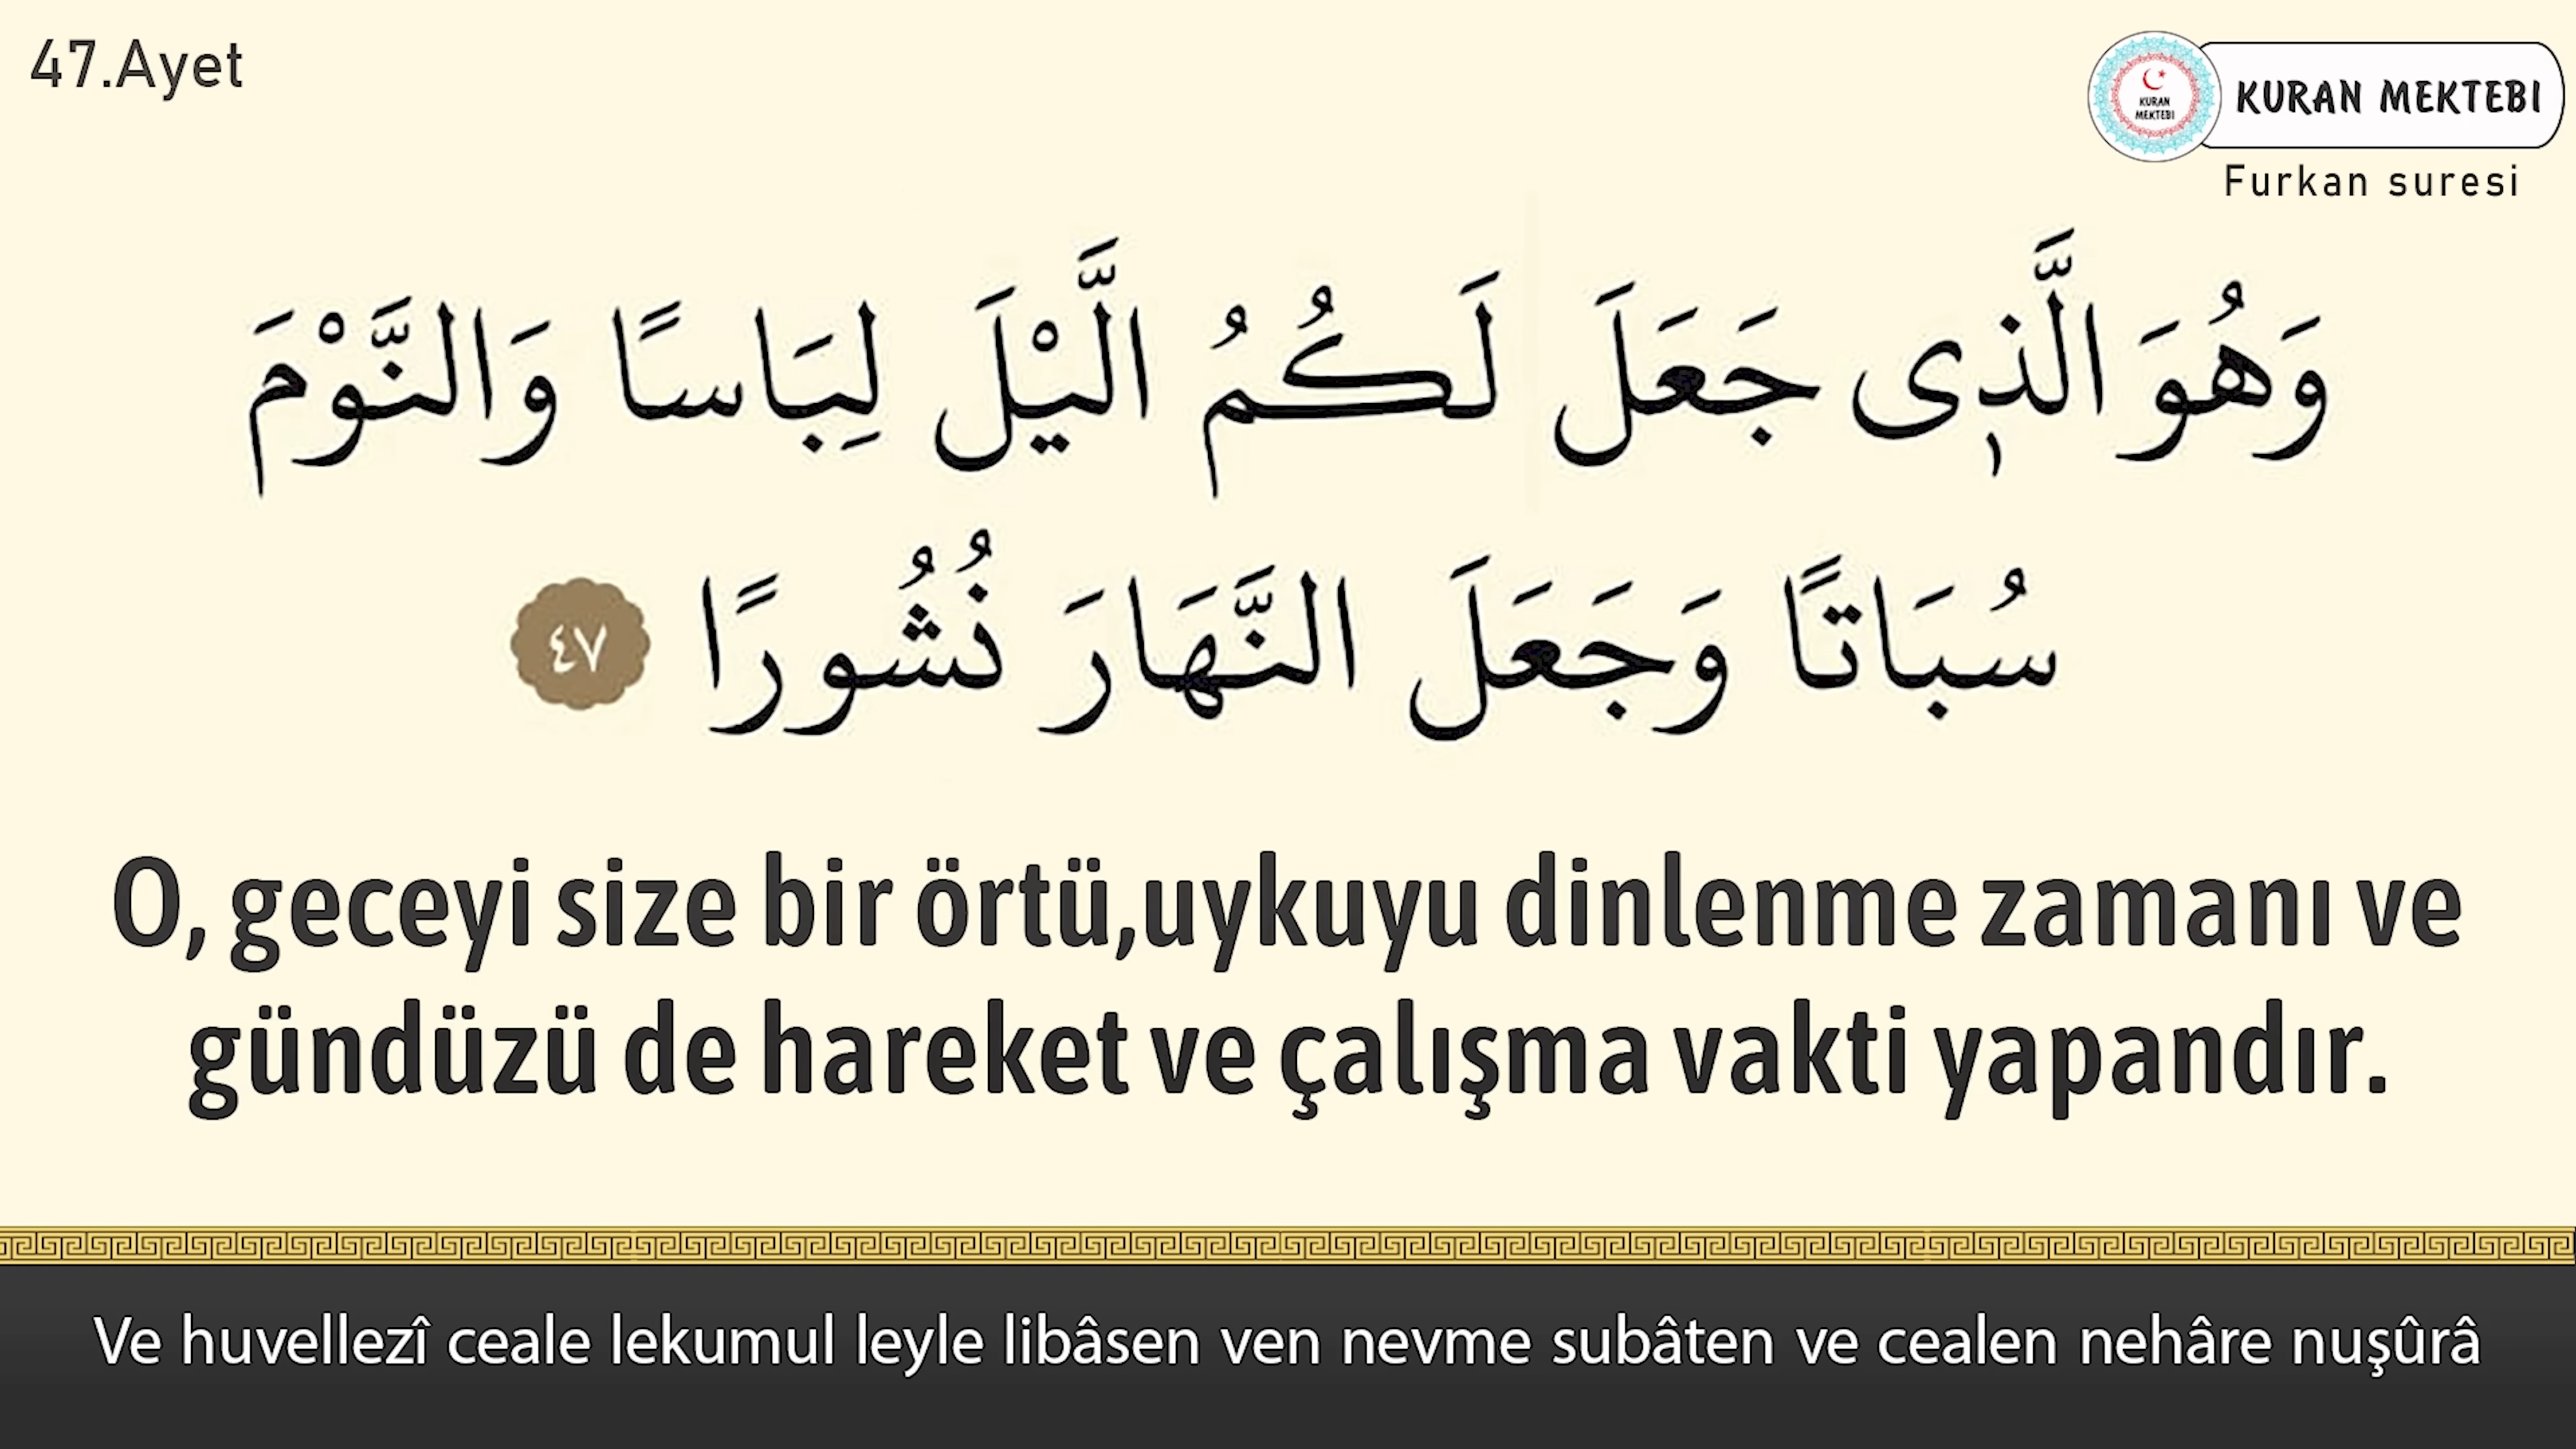 47.Ayet
KURAN
MEKTEBI
KURAN MEKTEBI
Furkan suresi
وَهُوَ الَّذ۪ى جَعَلَ لَكُمُ الَّيْلَ لِبَاسًا وَالنَّوْمَ
سُبَاتًا وَجَعَلَ النَّهَارَ نُشُورًا ٤٧
O, geceyi size bir örtü,uykuyu dinlenme zamanı ve
gündüzü de hareket ve çalışma vakti yapandır.
Ve huvellezî ceale lekumul leyle libâsen ven nevme subâten ve cealen nehâre nuşûrâ